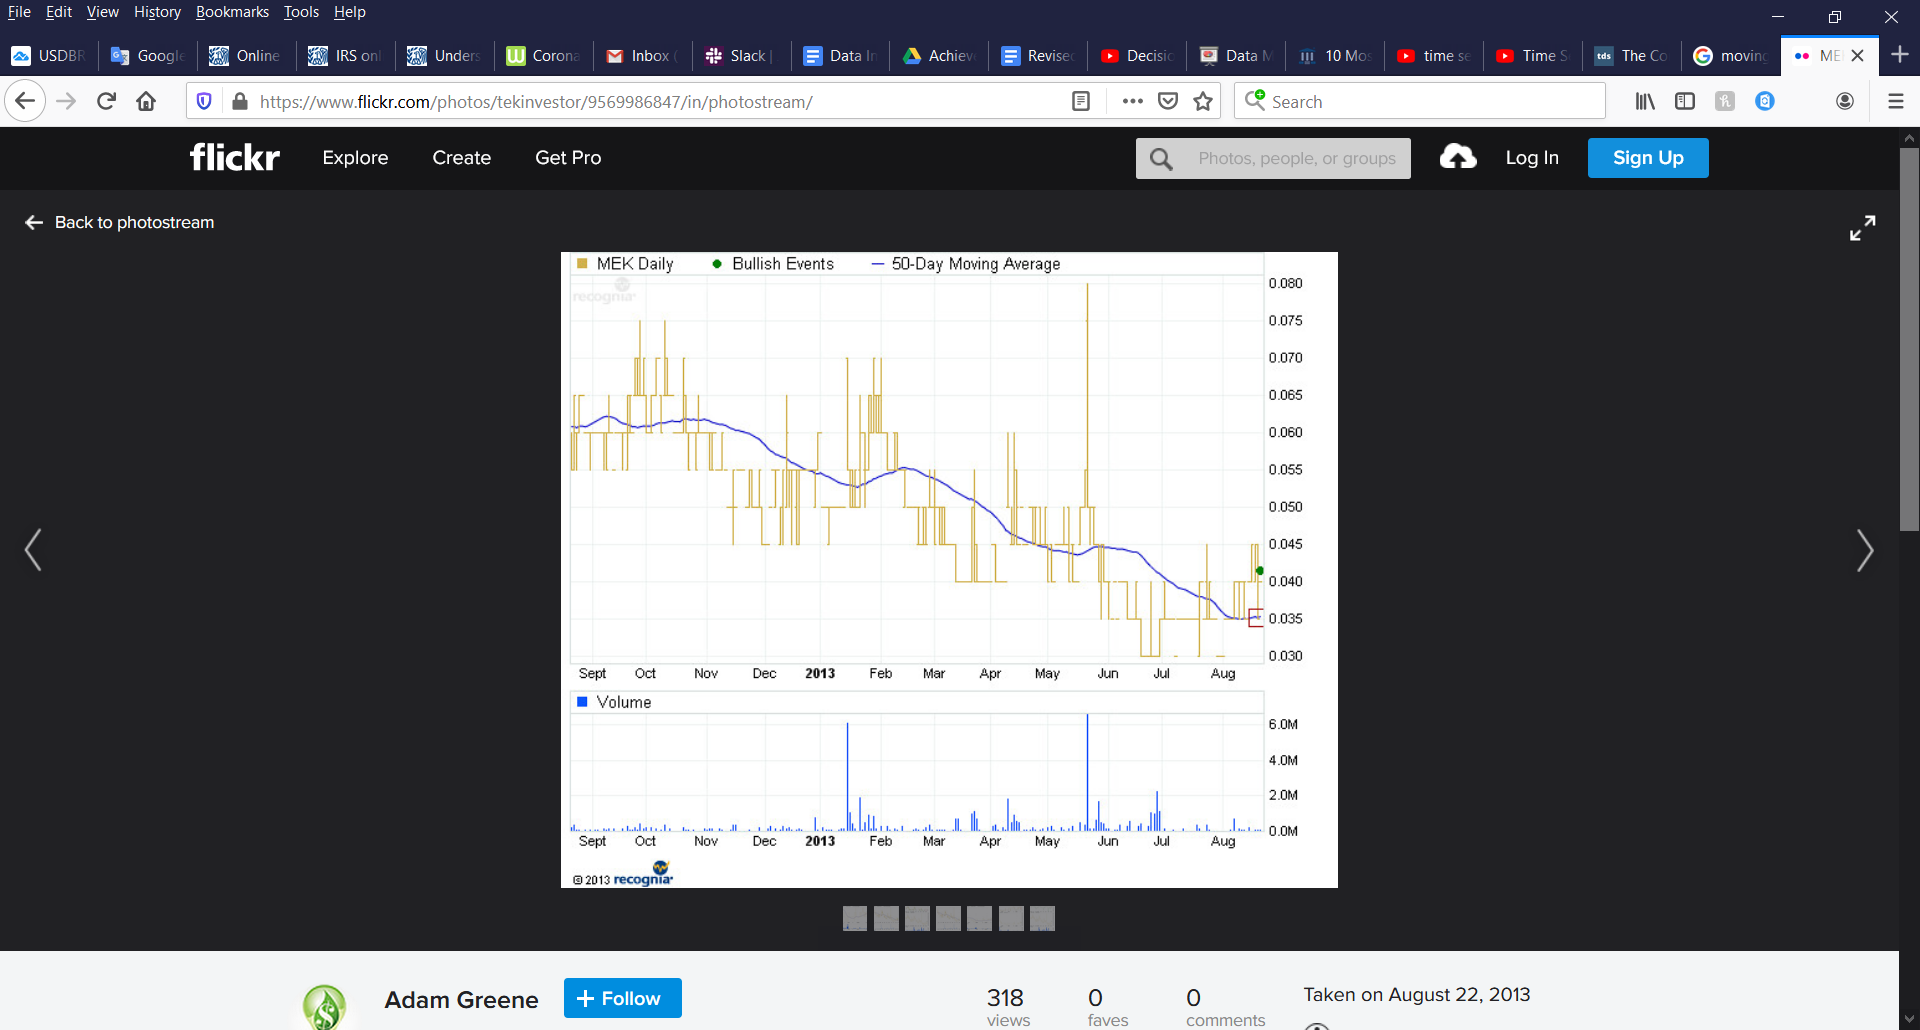 File Edit View History Bookmarks Tools Help
USDBR Google Online IRS onl Unders Corona Inbox ( Slack | Data In Achieve Revised Decisio Data M 10 Mos time se Time S The Co moving ME
https://www.flickr.com/photos/tekinvestor/9569986847/in/photostream/ Search
flickr Explore Create Get Pro Photos, people, or groups Log In Sign Up
Back to photostream
MEK Daily Bullish Events 50-Day Moving Average
recognia
0.080
0.075
0.070
0.065
0.060
0.055
0.050
0.045
0.040
0.035
0.030
Sept Oct Nov Dec 2013 Feb Mar Apr May Jun Jul Aug
Volume
6.0M
4.0M
2.0M
0.0M
Sept Oct Nov Dec 2013 Feb Mar Apr May Jun Jul Aug
© 2013 recognia
Adam Greene + Follow 318 0 0 Taken on August 22, 2013
views faves comments